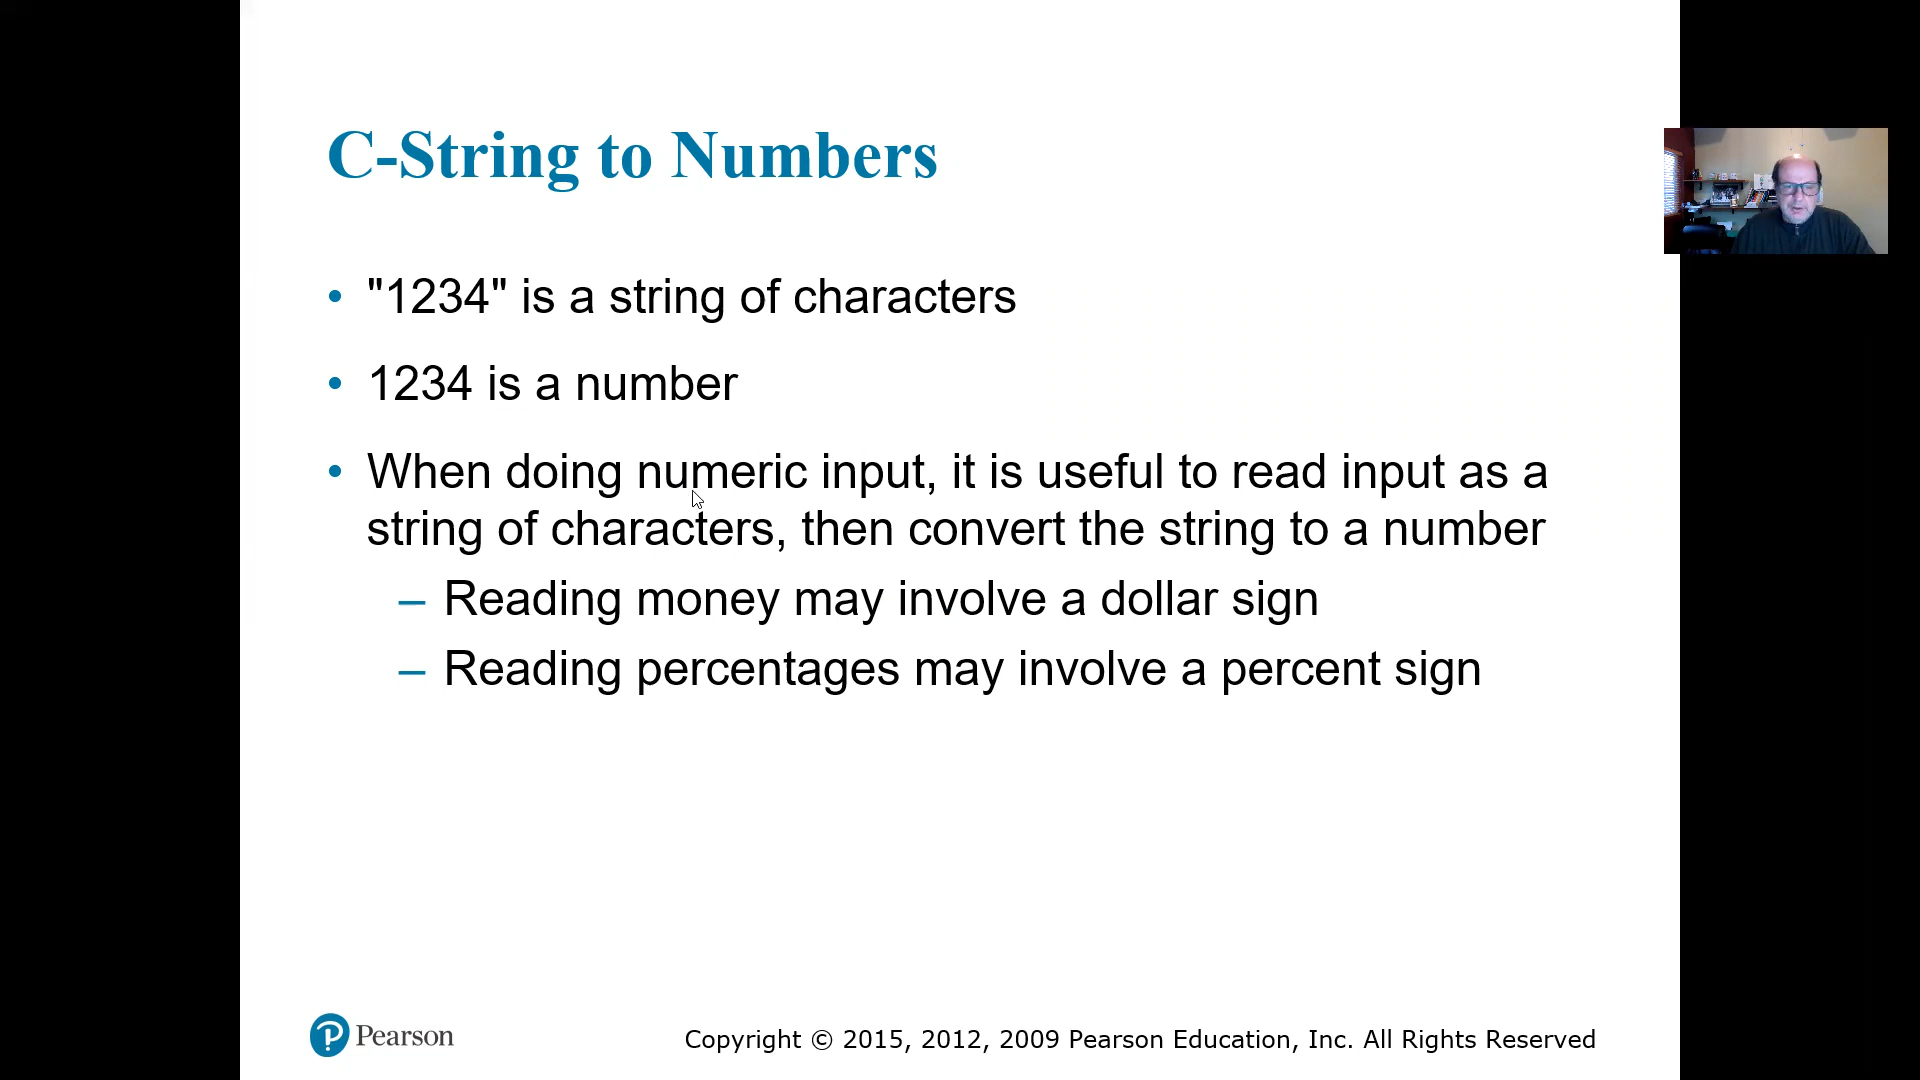 C-String to Numbers
• "1234" is a string of characters
• 1234 is a number
• When doing numeric input, it is useful to read input as a
string of characters, then convert the string to a number
– Reading money may involve a dollar sign
– Reading percentages may involve a percent sign
Pearson
Copyright © 2015, 2012, 2009 Pearson Education, Inc. All Rights Reserved